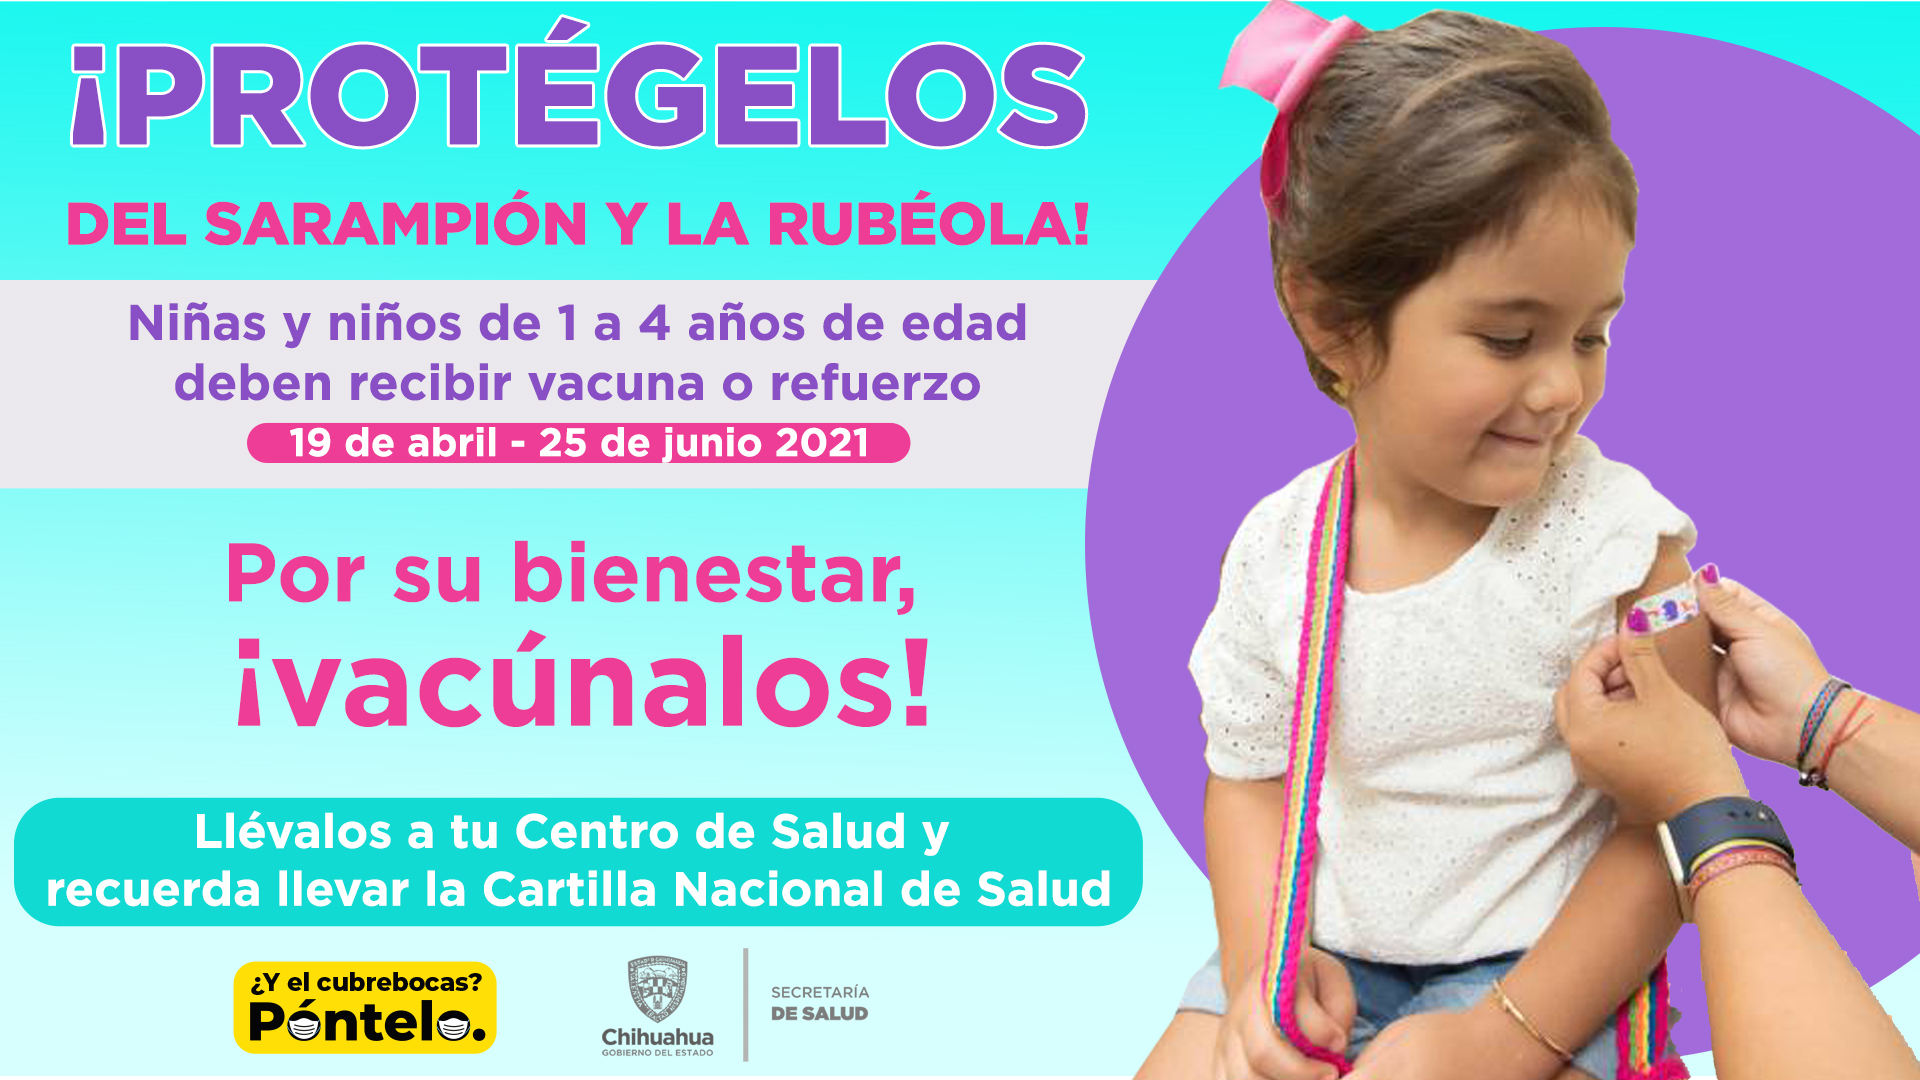 ¡PROTÉGELOS
DEL SARAMPIÓN Y LA RUBÉOLA!
Niñas y niños de 1 a 4 años de edad
deben recibir vacuna o refuerzo
19 de abril - 25 de junio 2021
Por su bienestar,
¡vacúnalos!
Llévalos a tu Centro de Salud y
recuerda llevar la Cartilla Nacional de Salud
¿Y el cubrebocas?
Póntelo.
Chihuahua
GOBIERNO DEL ESTADO
SECRETARÍA
DE SALUD